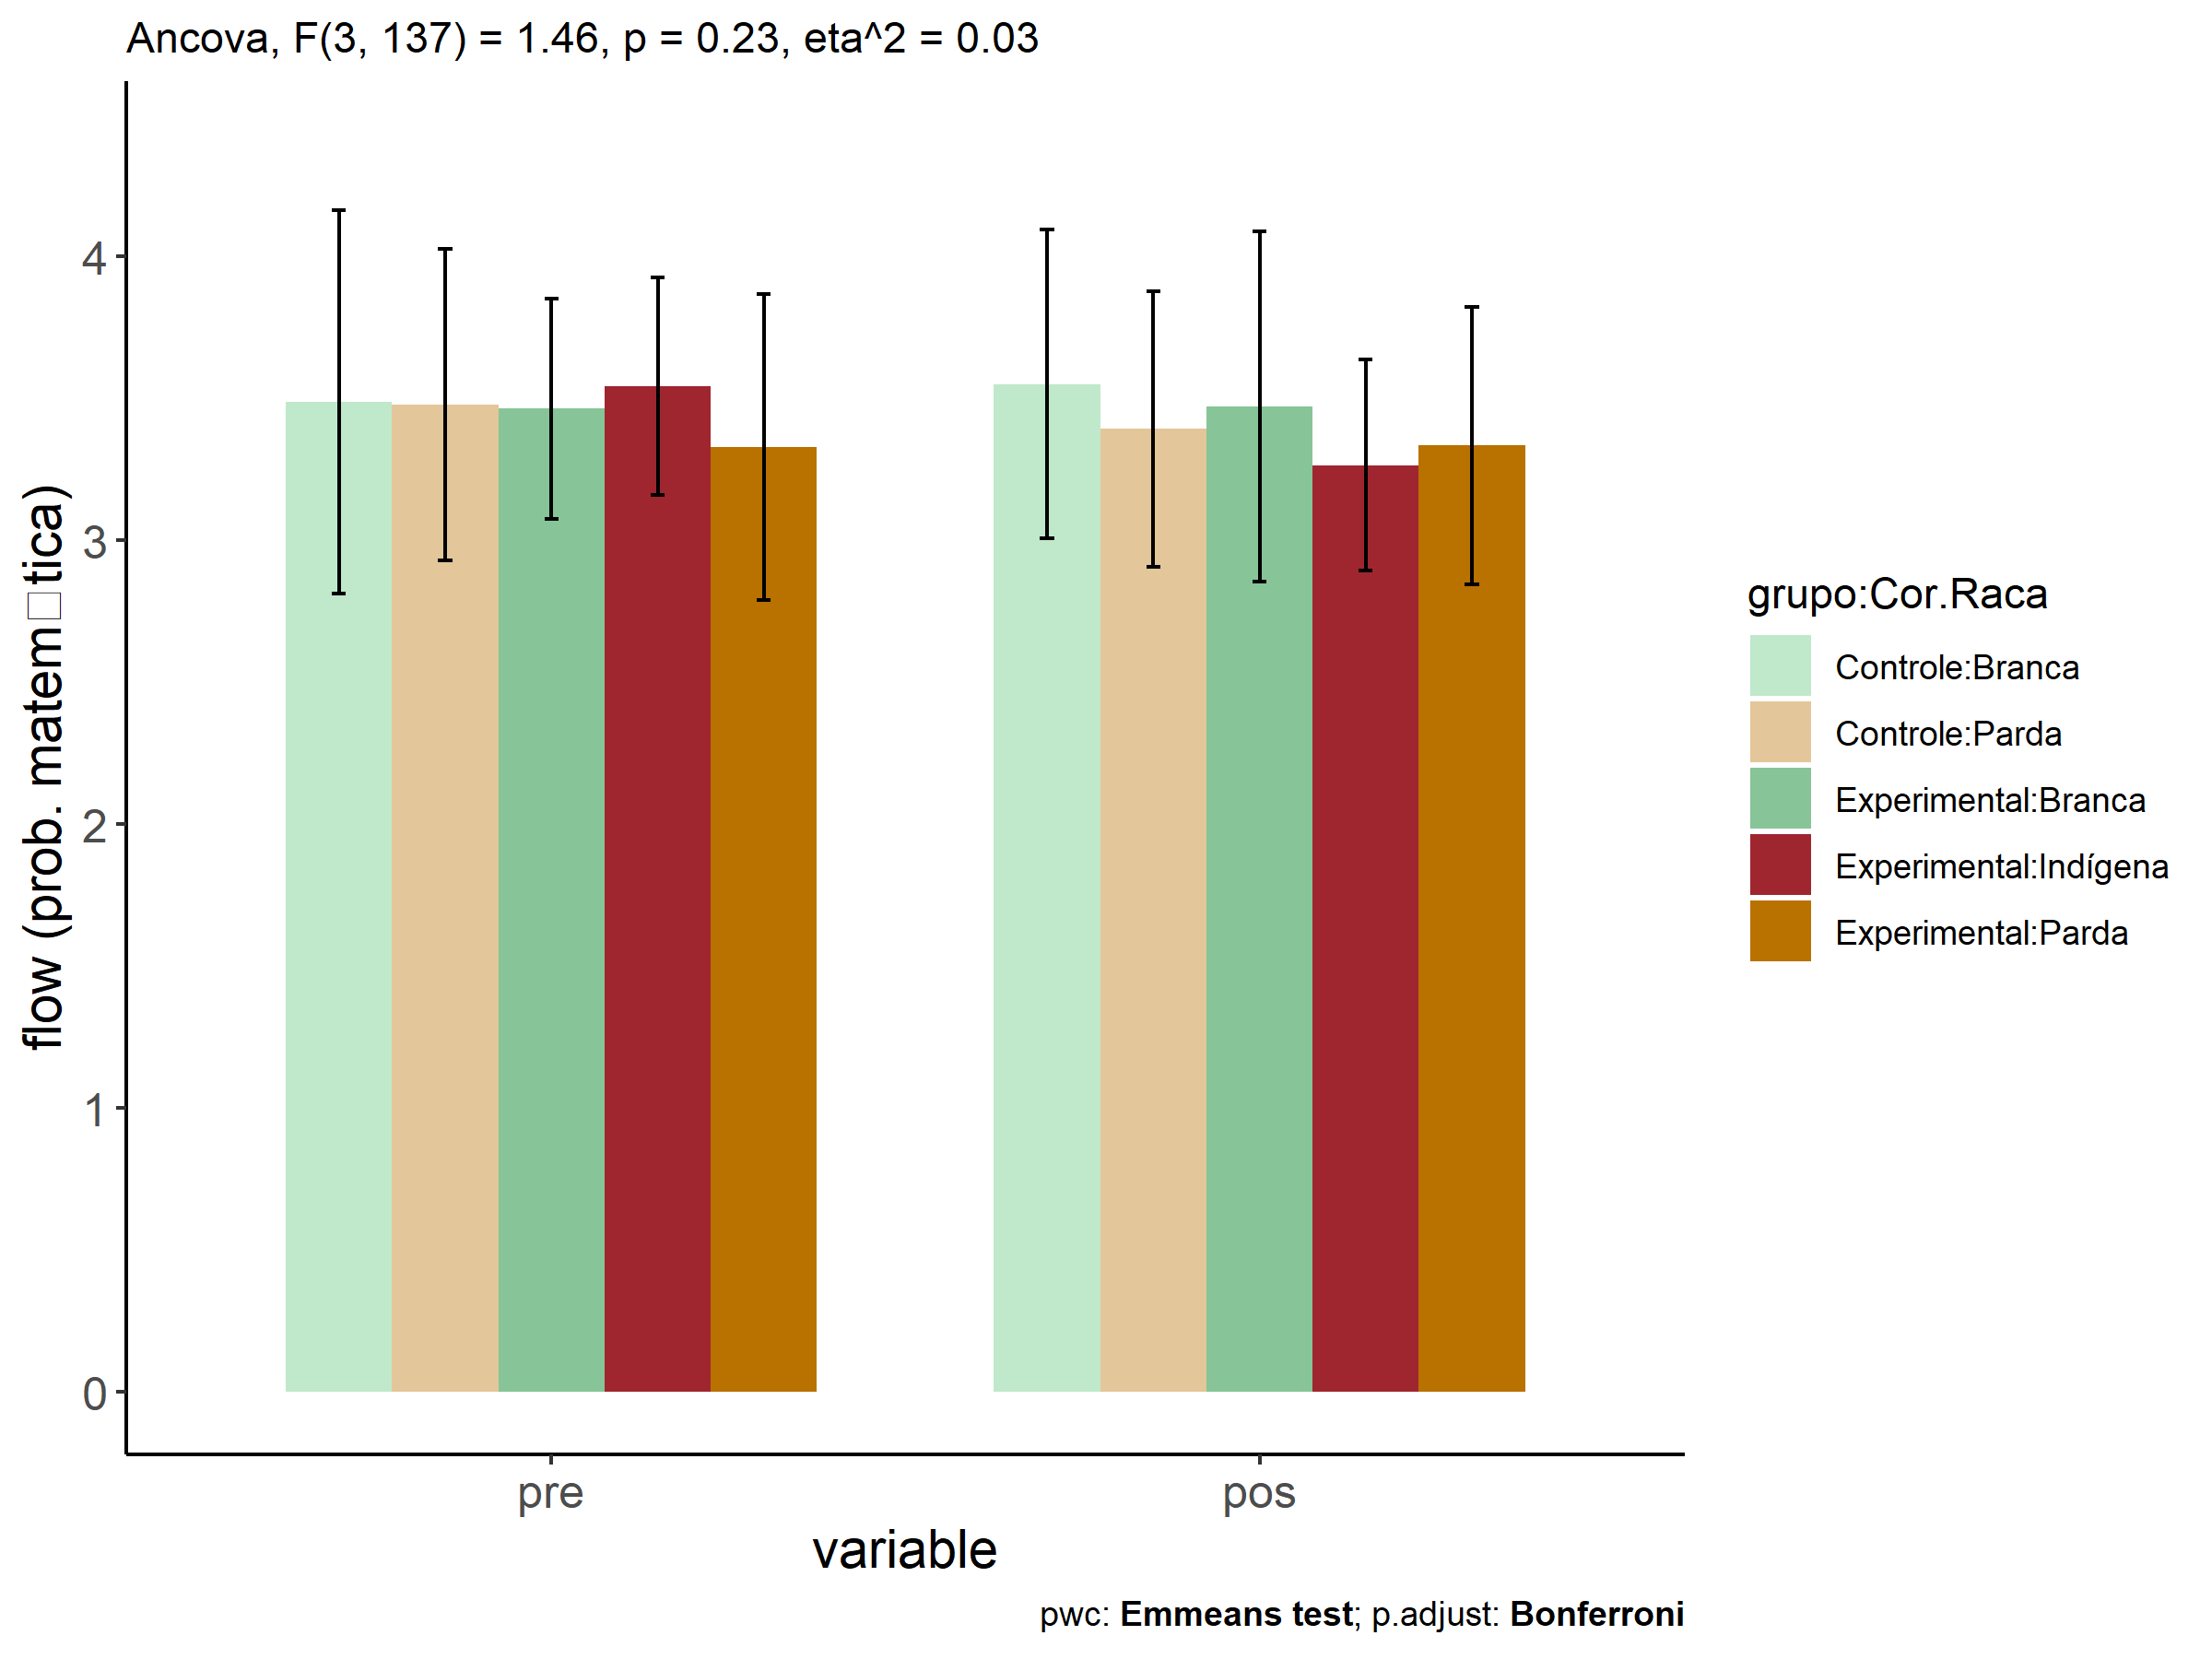 Ancova, F(3, 137) = 1.46, p = 0.23, eta^2 = 0.03
flow (prob. matem□tica)
4
3
2
1
0
pre
pos
variable
grupo:Cor.Raca
Controle:Branca
Controle:Parda
Experimental:Branca
Experimental:Indígena
Experimental:Parda
pwc: Emmeans test; p.adjust: Bonferroni